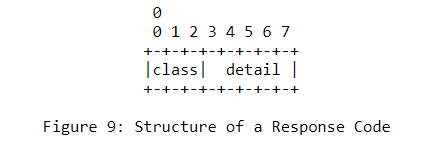 0
0 1 2 3 4 5 6 7
+-+-+-+-+-+-+-+-+
|class|  detail |
+-+-+-+-+-+-+-+-+
Figure 9: Structure of a Response Code